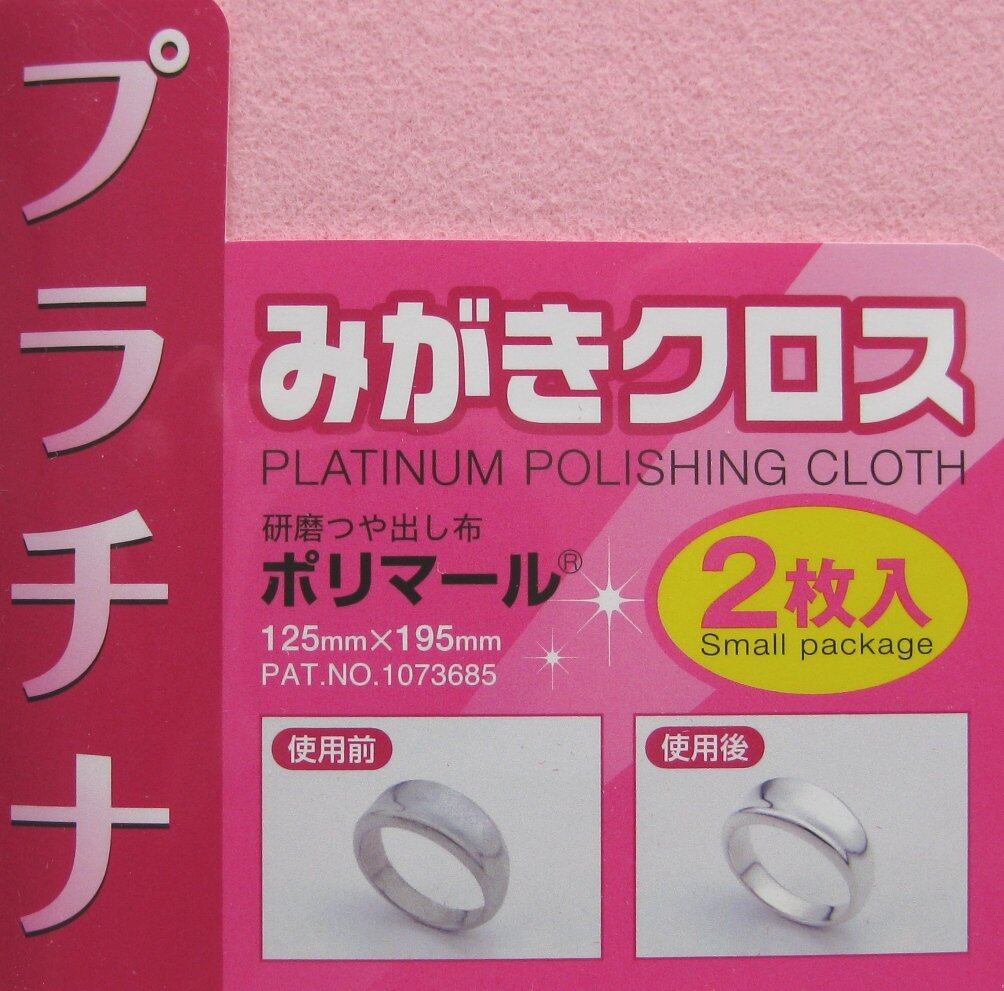 プラチナ
みがきクロス
PLATINUM POLISHING CLOTH
研磨つや出し布
ポリマール®
125mm×195mm
PAT.NO.1073685
2枚入
Small package
使用前
使用後